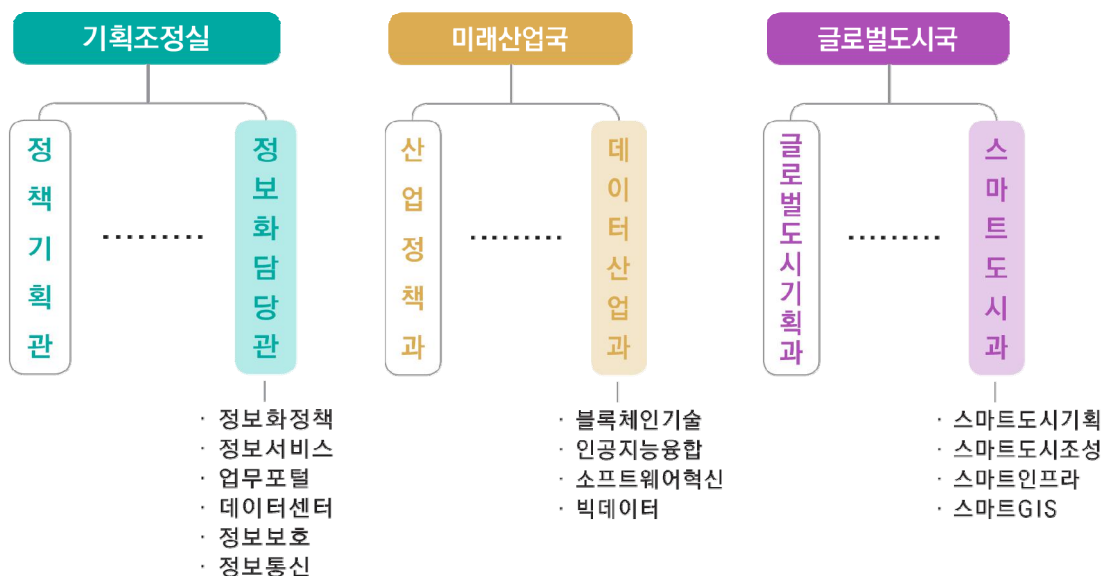 기획조정실
정책기획관
정보화담당관
· 정보화정책
· 정보서비스
· 업무포털
· 데이터센터
· 정보보호
· 정보통신
미래산업국
산업정책과
데이터산업과
· 블록체인기술
· 인공지능융합
· 소프트웨어혁신
· 빅데이터
글로벌도시국
글로벌도시기획과
스마트도시과
· 스마트도시기획
· 스마트도시조성
· 스마트인프라
· 스마트GIS